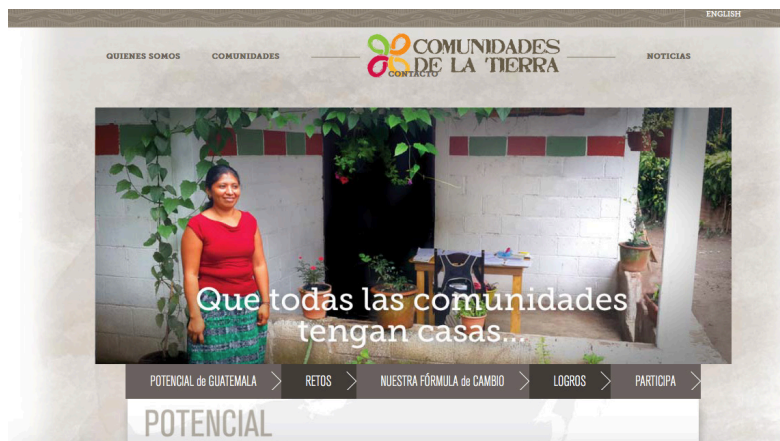 ENGLISH
QUIENES SOMOS
COMUNIDADES
COMUNIDADES
DE LA TIERRA
CONTACTO
NOTICIAS
Que todas las comunidades
tengan casas...
POTENCIAL de GUATEMALA
RETOS
NUESTRA FÓRMULA de CAMBIO
LOGROS
PARTICIPA
POTENCIAL